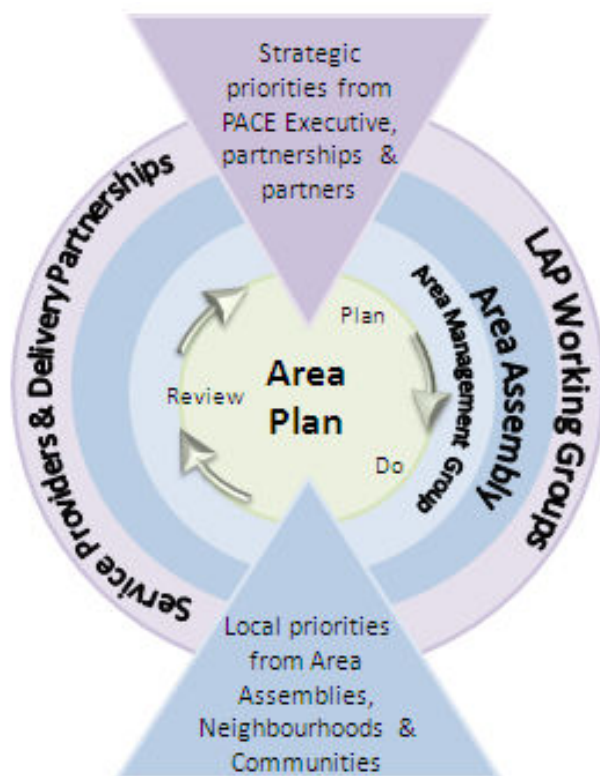 Strategic
priorities from
PACE Executive,
partnerships &
partners
Service Providers & Delivery Partnerships
LAP Working Groups
Area Assembly
Area Management Group
Plan
Area
Plan
Review
Do
Local priorities
from Area
Assemblies,
Neighbourhoods &
Communities